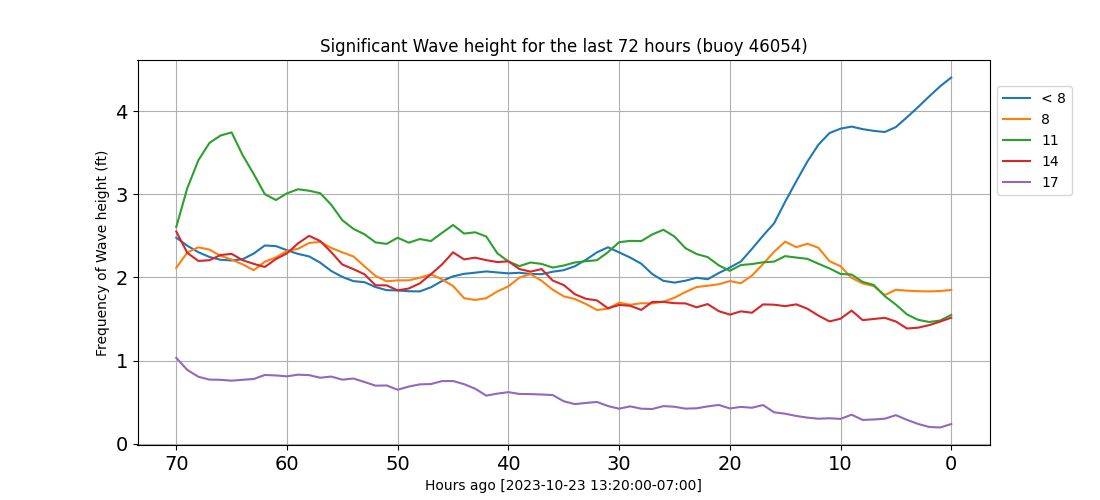 Significant Wave height for the last 72 hours (buoy 46054)
Frequency of Wave height (ft)
4
3
2
1
0
70 60 50 40 30 20 10 0
Hours ago [2023-10-23 13:20:00-07:00]
< 8
8
11
14
17